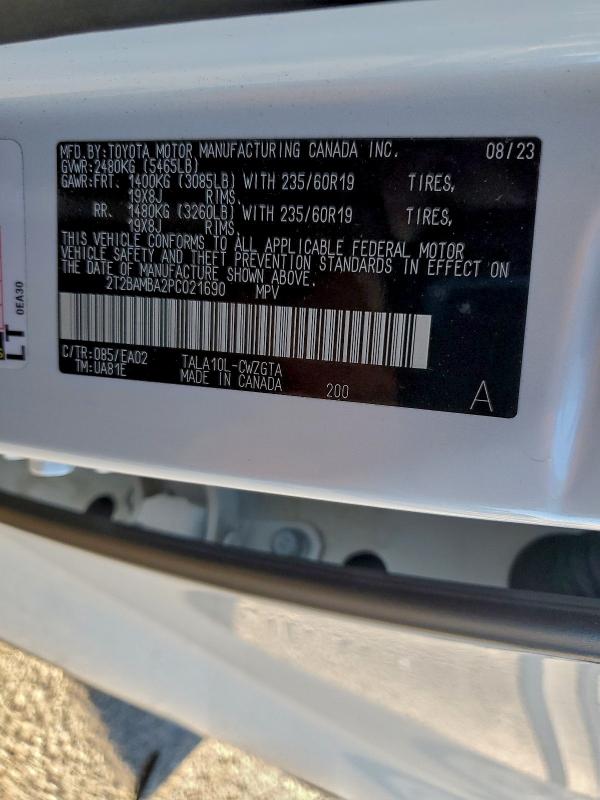 MFD.BY:TOYOTA MOTOR MANUFACTURING CANADA INC. 08/23
GVWR:2480KG (5465LB)
GAWR:FRT. 1400KG (3085LB) WITH 235/60R19 TIRES,
19X8J RIMS.
RR. 1480KG (3260LB) WITH 235/60R19 TIRES,
19X8J RIMS.
THIS VEHICLE CONFORMS TO ALL APPLICABLE FEDERAL MOTOR
VEHICLE SAFETY AND THEFT PREVENTION STANDARDS IN EFFECT ON
THE DATE OF MANUFACTURE SHOWN ABOVE.
2T2BAMBA2PC021690 MPV
C/TR:085/EA02 TALA10L-CWZGTA
TM:UA81E MADE IN CANADA 200
A
LT
0EA30